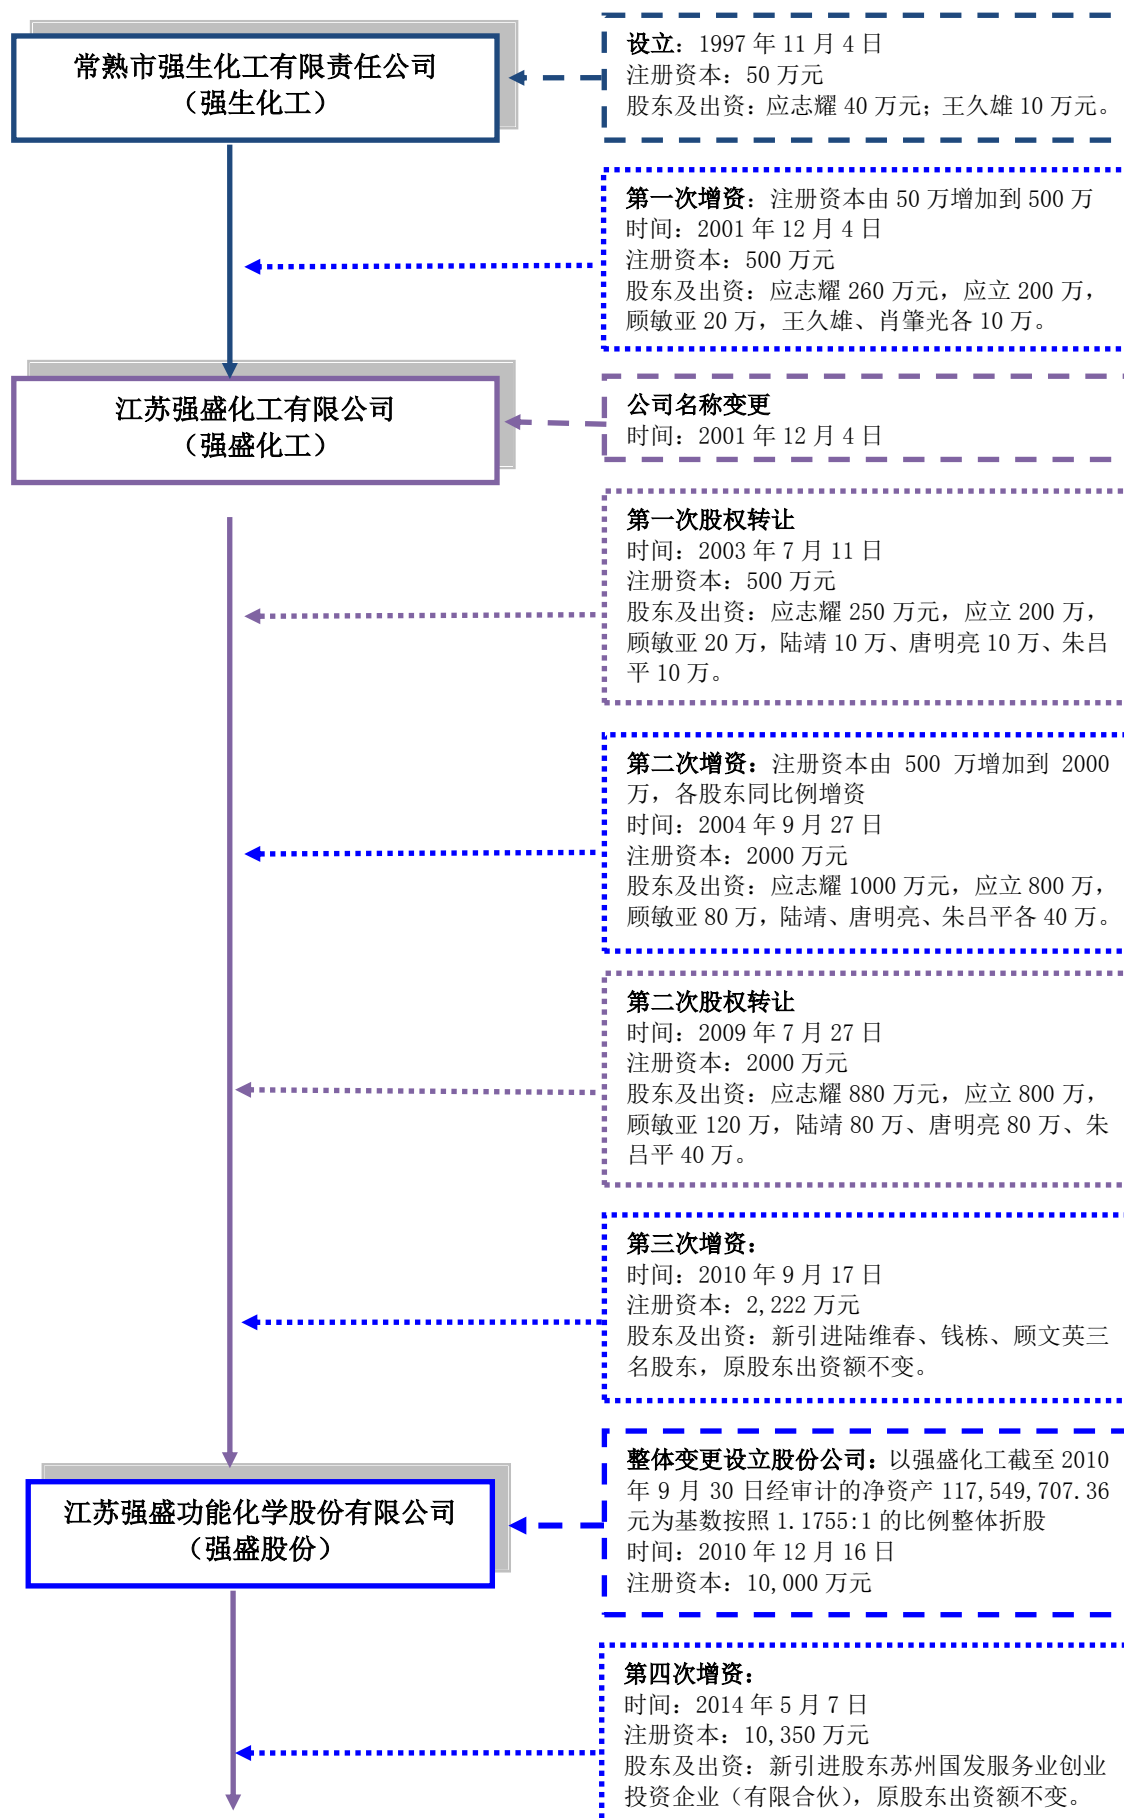 常熟市强生化工有限责任公司
（强生化工）
设立：1997 年 11 月 4 日
注册资本：50 万元
股东及出资：应志耀 40 万元；王久雄 10 万元。
第一次增资：注册资本由 50 万增加到 500 万
时间：2001 年 12 月 4 日
注册资本：500 万元
股东及出资：应志耀 260 万元，应立 200 万，
顾敏亚 20 万，王久雄、肖肇光各 10 万。
江苏强盛化工有限公司
（强盛化工）
公司名称变更
时间：2001 年 12 月 4 日
第一次股权转让
时间：2003 年 7 月 11 日
注册资本：500 万元
股东及出资：应志耀 250 万元，应立 200 万，
顾敏亚 20 万，陆靖 10 万、唐明亮 10 万、朱吕
平 10 万。
第二次增资：注册资本由 500 万增加到 2000
万，各股东同比例增资
时间：2004 年 9 月 27 日
注册资本：2000 万元
股东及出资：应志耀 1000 万元，应立 800 万，
顾敏亚 80 万，陆靖、唐明亮、朱吕平各 40 万。
第二次股权转让
时间：2009 年 7 月 27 日
注册资本：2000 万元
股东及出资：应志耀 880 万元，应立 800 万，
顾敏亚 120 万，陆靖 80 万、唐明亮 80 万、朱
吕平 40 万。
第三次增资：
时间：2010 年 9 月 17 日
注册资本：2,222 万元
股东及出资：新引进陆维春、钱栋、顾文英三
名股东，原股东出资额不变。
江苏强盛功能化学股份有限公司
（强盛股份）
整体变更设立股份公司：以强盛化工截至 2010
年 9 月 30 日经审计的净资产 117,549,707.36
元为基数按照 1.1755:1 的比例整体折股
时间：2010 年 12 月 16 日
注册资本：10,000 万元
第四次增资：
时间：2014 年 5 月 7 日
注册资本：10,350 万元
股东及出资：新引进股东苏州国发服务业创业
投资企业（有限合伙），原股东出资额不变。